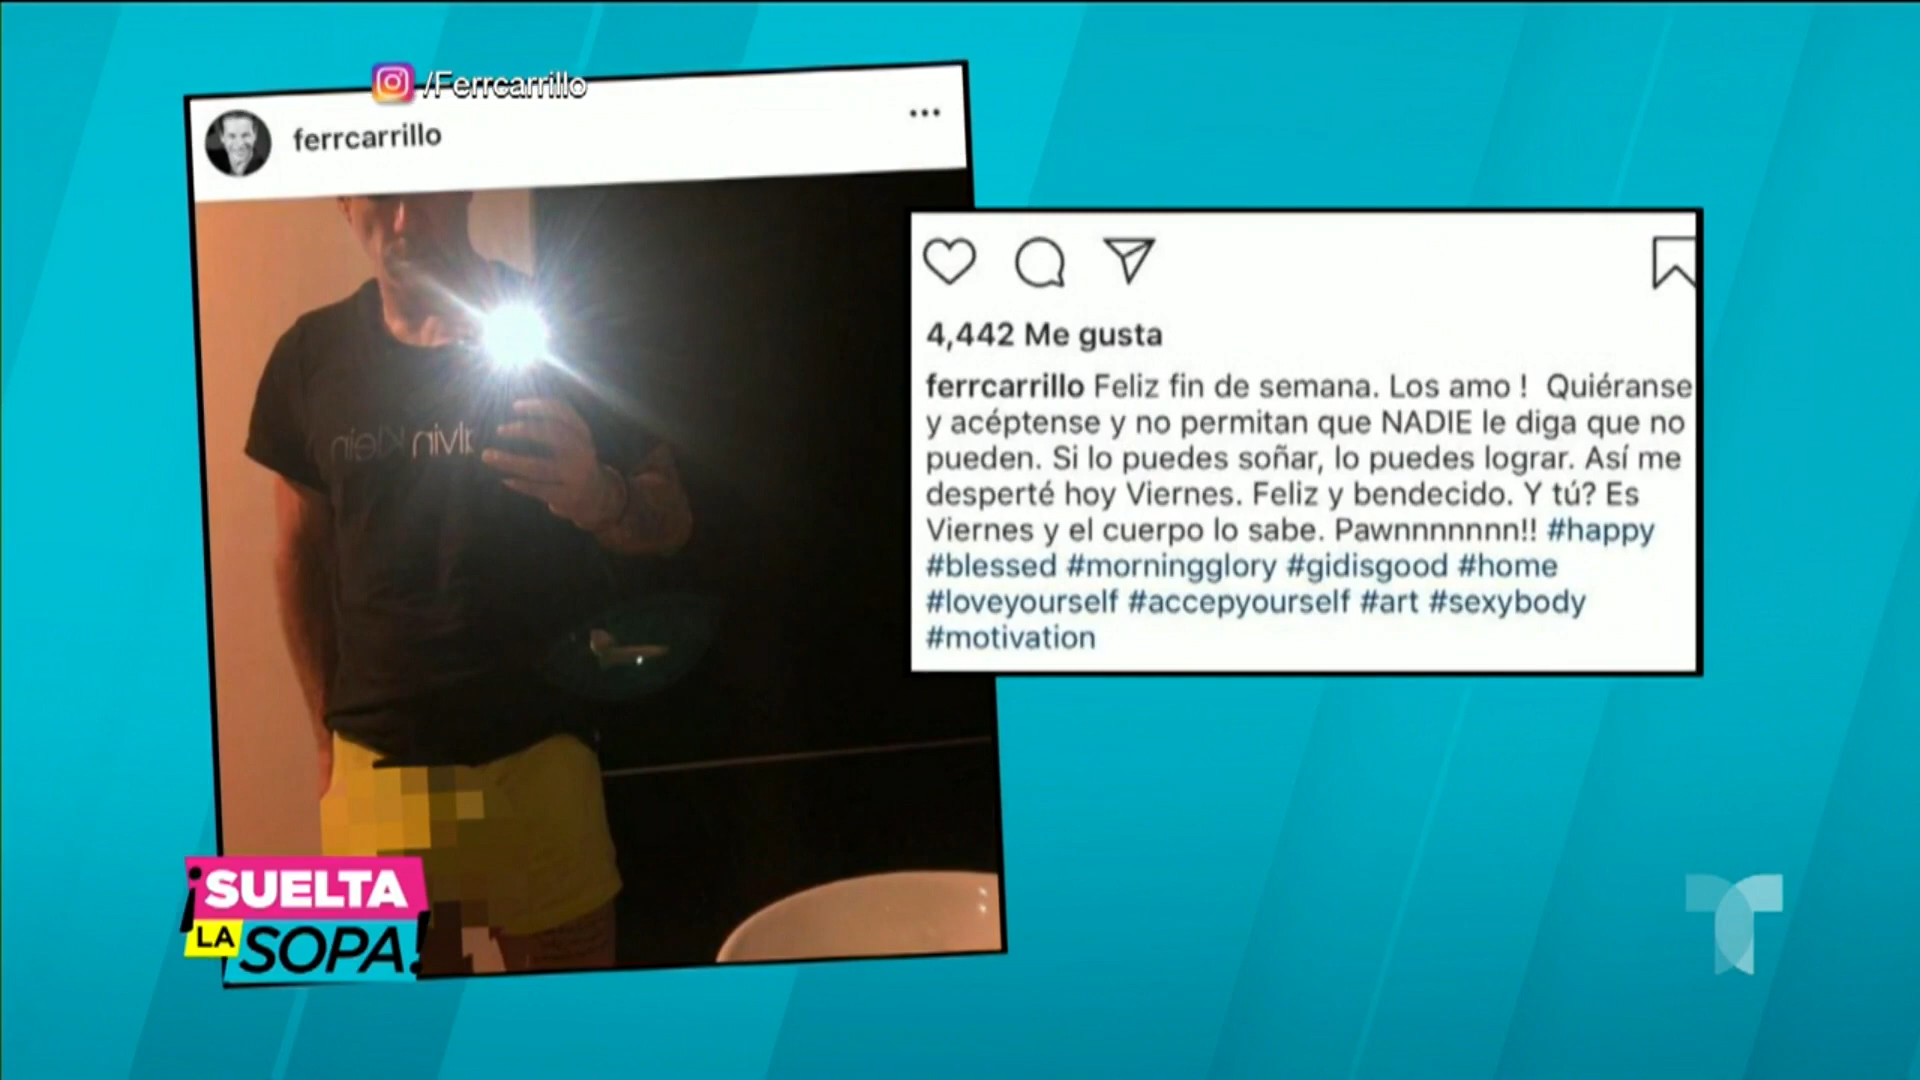 /Ferrcarrillo
ferrcarrillo
Calvin Klein
4,442 Me gusta
ferrcarrillo Feliz fin de semana. Los amo ! Quiéranse
y acéptense y no permitan que NADIE le diga que no
pueden. Si lo puedes soñar, lo puedes lograr. Así me
desperté hoy Viernes. Feliz y bendecido. Y tú? Es
Viernes y el cuerpo lo sabe. Pawnnnnnnn!! #happy
#blessed #morningglory #gidisgood #home
#loveyourself #accepyourself #art #sexybody
#motivation
¡SUELTA
LA SOPA!
T